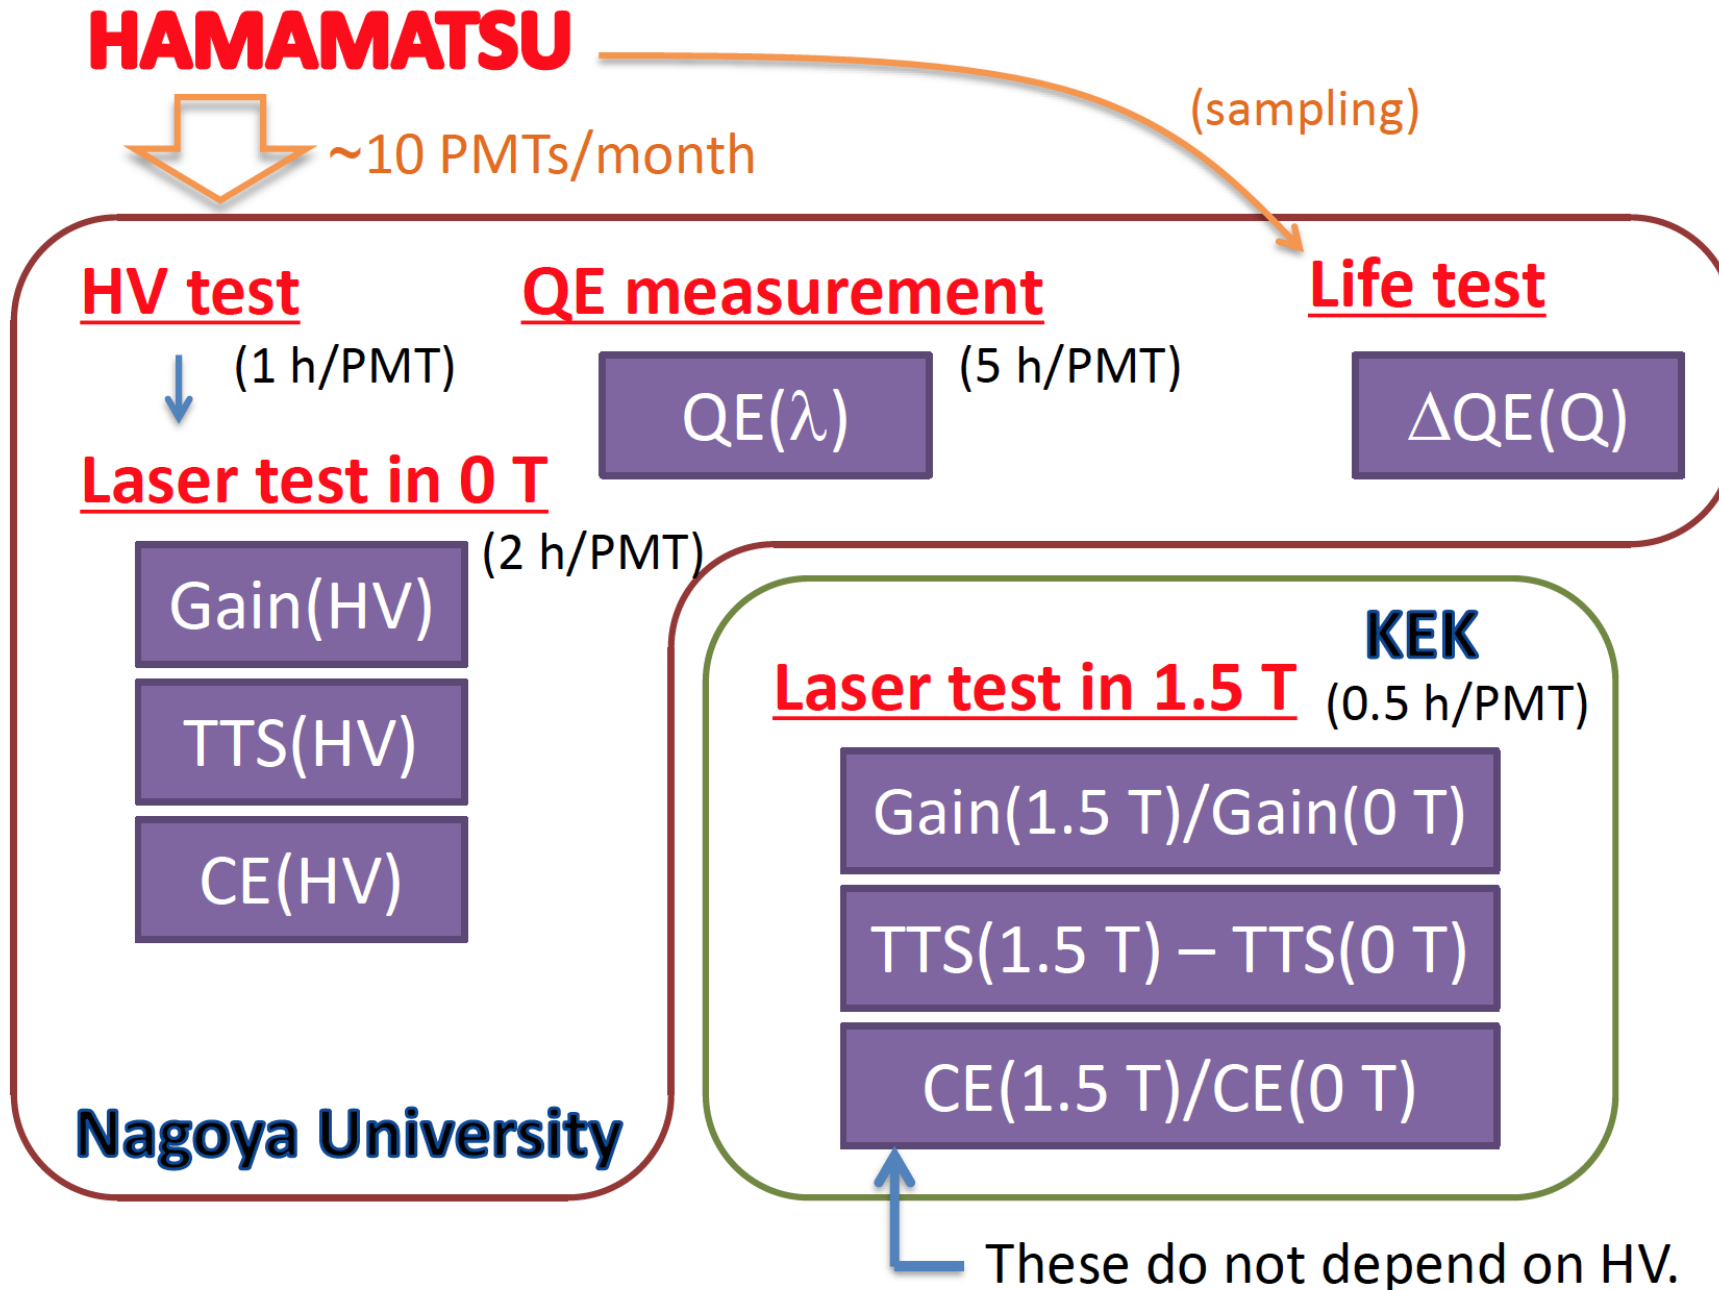 HAMAMATSU
~10 PMTs/month
(sampling)
HV test
(1 h/PMT)
QE measurement
(5 h/PMT)
QE(λ)
Life test
ΔQE(Q)
Laser test in 0 T
(2 h/PMT)
Gain(HV)
TTS(HV)
CE(HV)
Nagoya University
KEK
Laser test in 1.5 T
(0.5 h/PMT)
Gain(1.5 T)/Gain(0 T)
TTS(1.5 T) – TTS(0 T)
CE(1.5 T)/CE(0 T)
These do not depend on HV.